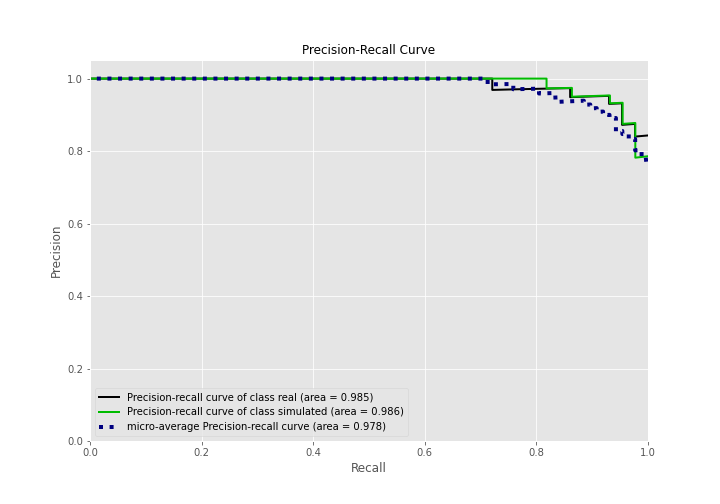 Precision-Recall Curve
1.0
0.8
0.6
0.4
0.2
0.0
Precision
Precision-recall curve of class real (area = 0.985)
Precision-recall curve of class simulated (area = 0.986)
micro-average Precision-recall curve (area = 0.978)
0.0 0.2 0.4 0.6 0.8 1.0
Recall